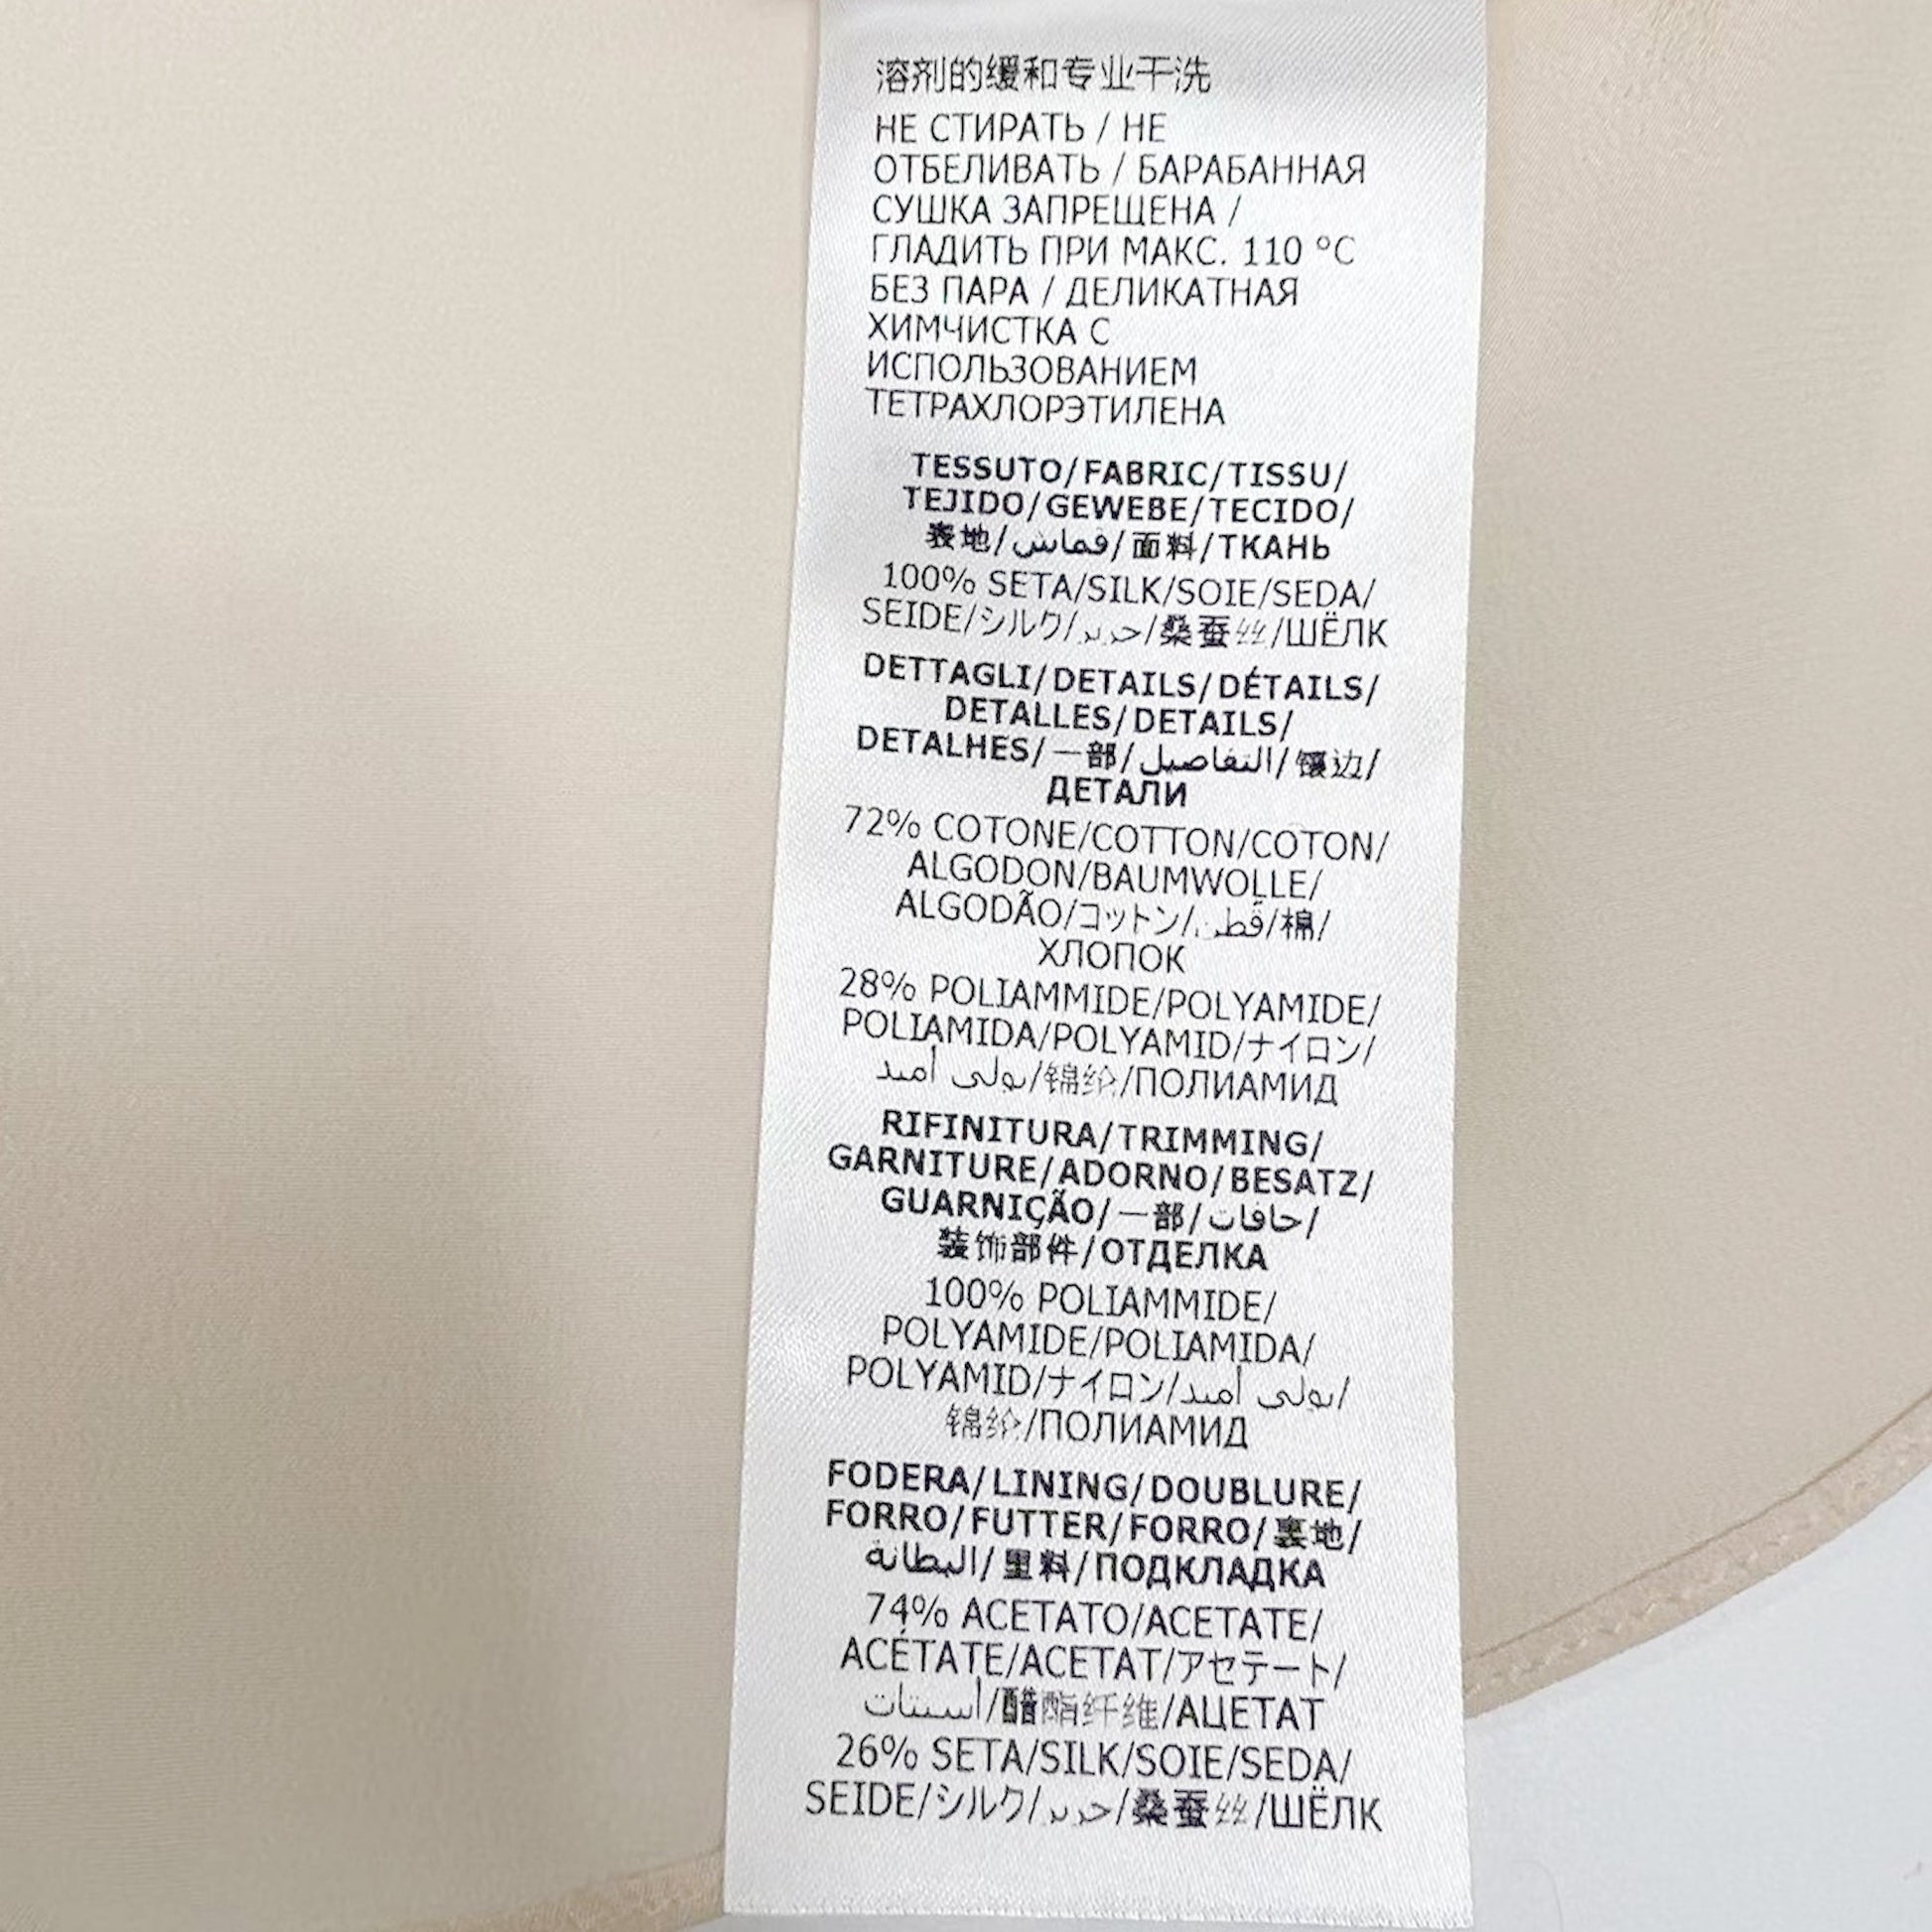 溶剂的缓和专业干洗
НЕ СТИРАТЬ / НЕ
ОТБЕЛИВАТЬ / БАРАБАННАЯ
СУШКА ЗАПРЕЩЕНА /
ГЛАДИТЬ ПРИ МАКС. 110 °C
БЕЗ ПАРА / ДЕЛИКАТНАЯ
ХИМЧИСТКА С
ИСПОЛЬЗОВАНИЕМ
ТЕТРАХЛОРЭТИЛЕНА
TESSUTO/FABRIC/TISSU/
TEJIDO/GEWEBE/TECIDO/
表地/قماش/面料/ТКАНЬ
100% SETA/SILK/SOIE/SEDA/
SEIDE/シルク/حرير/桑蚕丝/ШЁЛК
DETTAGLI/DETAILS/DÉTAILS/
DETALLES/DETAILS/
DETALHES/一部/التفاصيل/镶边/
ДЕТАЛИ
72% COTONE/COTTON/COTON/
ALGODON/BAUMWOLLE/
ALGODÃO/コットン/قطن/棉/
ХЛОПОК
28% POLIAMMIDE/POLYAMIDE/
POLIAMIDA/POLYAMID/ナイロン/
بولي أميد/锦纶/ПОЛИАМИД
RIFINITURA/TRIMMING/
GARNITURE/ADORNO/BESATZ/
GUARNIÇÃO/一部/حافات/
装饰部件/ОТДЕЛКА
100% POLIAMMIDE/
POLYAMIDE/POLIAMIDA/
POLYAMID/ナイロン/بولي أميد/
锦纶/ПОЛИАМИД
FODERA/LINING/DOUBLURE/
FORRO/FUTTER/FORRO/裏地/
البطانة/里料/ПОДКЛАДКА
74% ACETATO/ACETATE/
ACÉTATE/ACETAT/アセテート/
أسيتات/醋酯纤维/АЦЕТАТ
26% SETA/SILK/SOIE/SEDA/
SEIDE/シルク/حرير/桑蚕丝/ШЁЛК